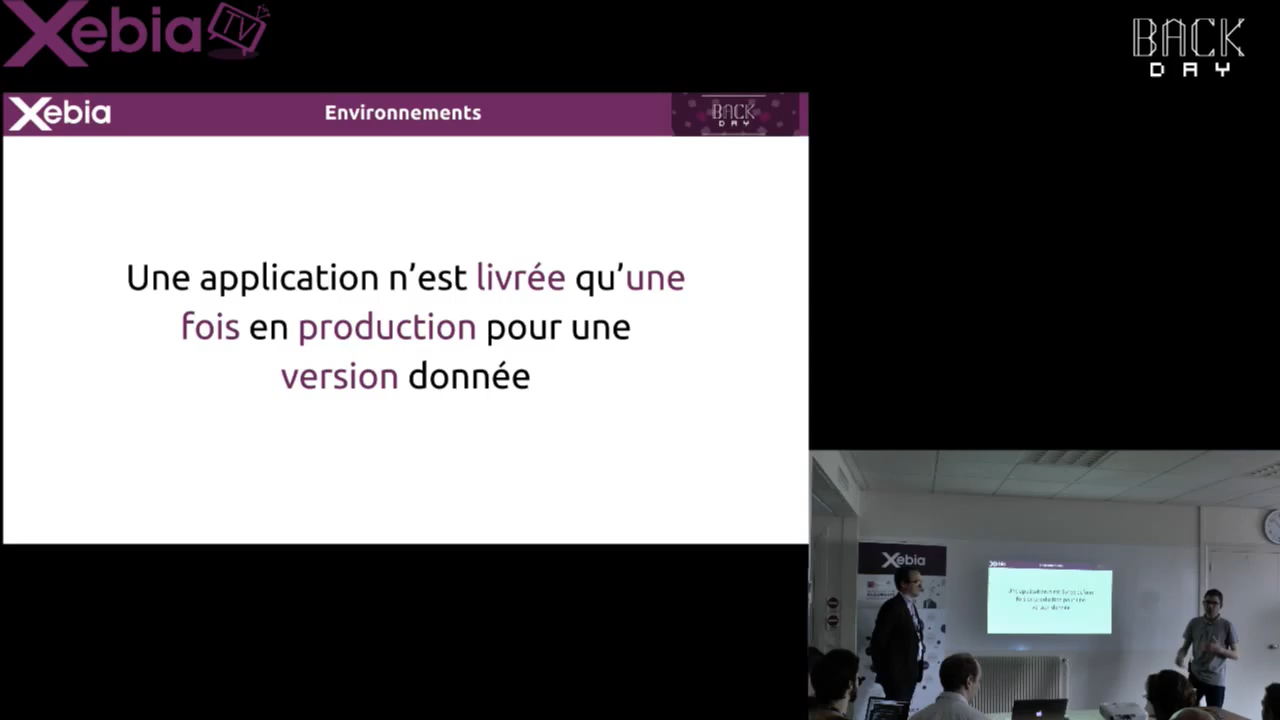 Xebia TV
BACK
DAY
Xebia
Environnements
BACK
DAY
Une application n’est livrée qu’une
fois en production pour une
version donnée
Xebia